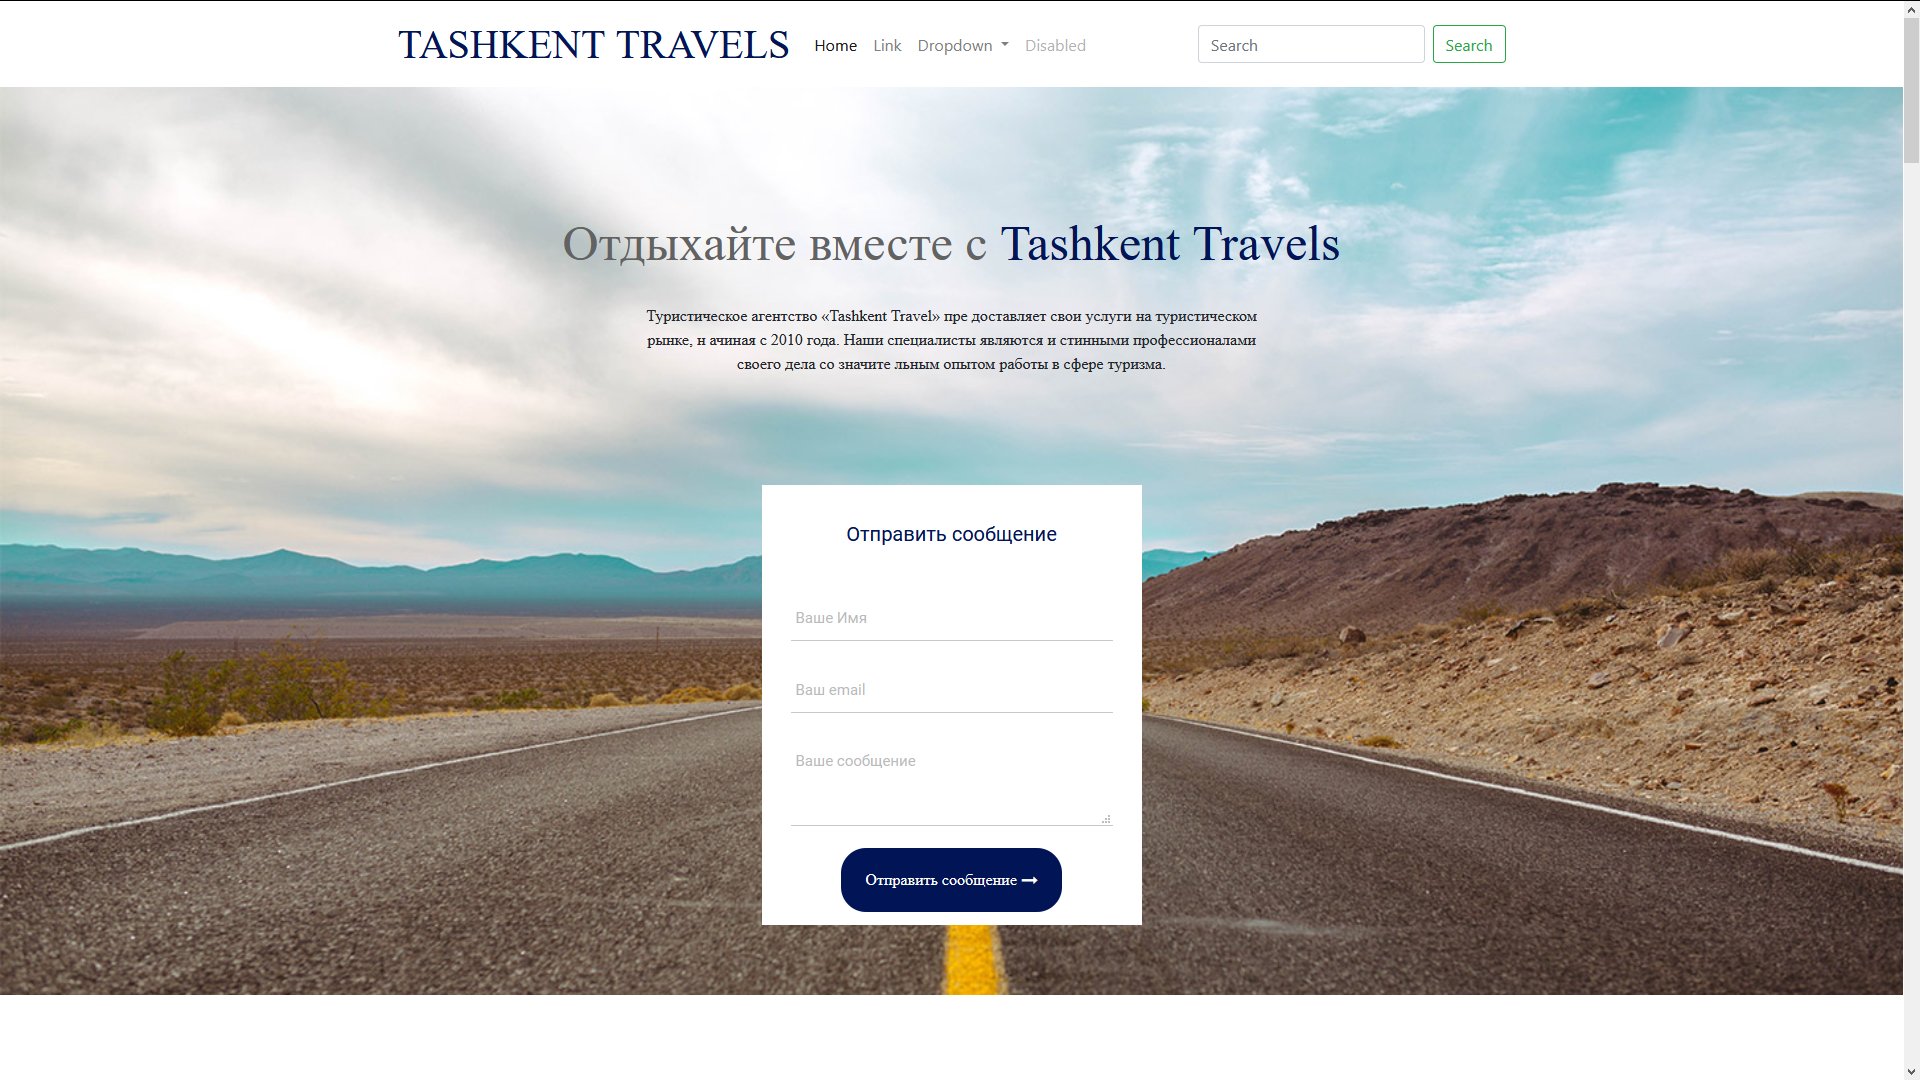 TASHKENT TRAVELS Home Link Dropdown Disabled Search Search
Отдыхайте вместе с Tashkent Travels
Туристическое агентство «Tashkent Travel» пре доставляет свои услуги на туристическом
рынке, н ачиная с 2010 года. Наши специалисты являются и стинными профессионалами
своего дела со значите льным опытом работы в сфере туризма.
Отправить сообщение
Ваше Имя
Ваш email
Ваше сообщение
Отправить сообщение